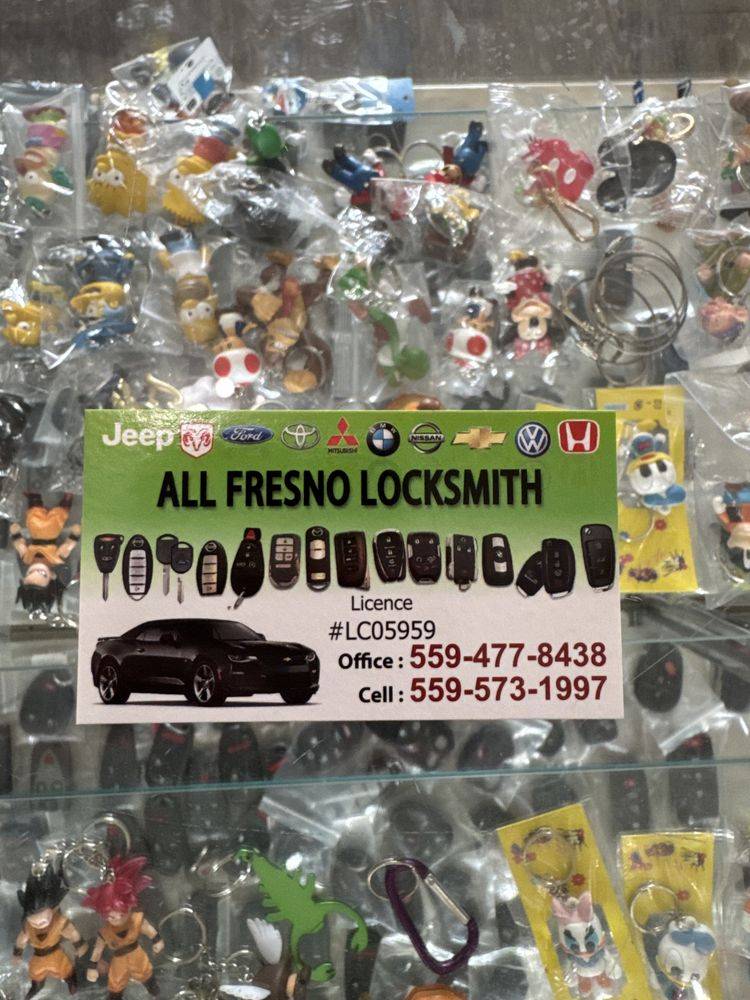 Jeep Ford MITSUBISHI BMW NISSAN
ALL FRESNO LOCKSMITH
Licence
#LC05959
Office : 559-477-8438
Cell : 559-573-1997